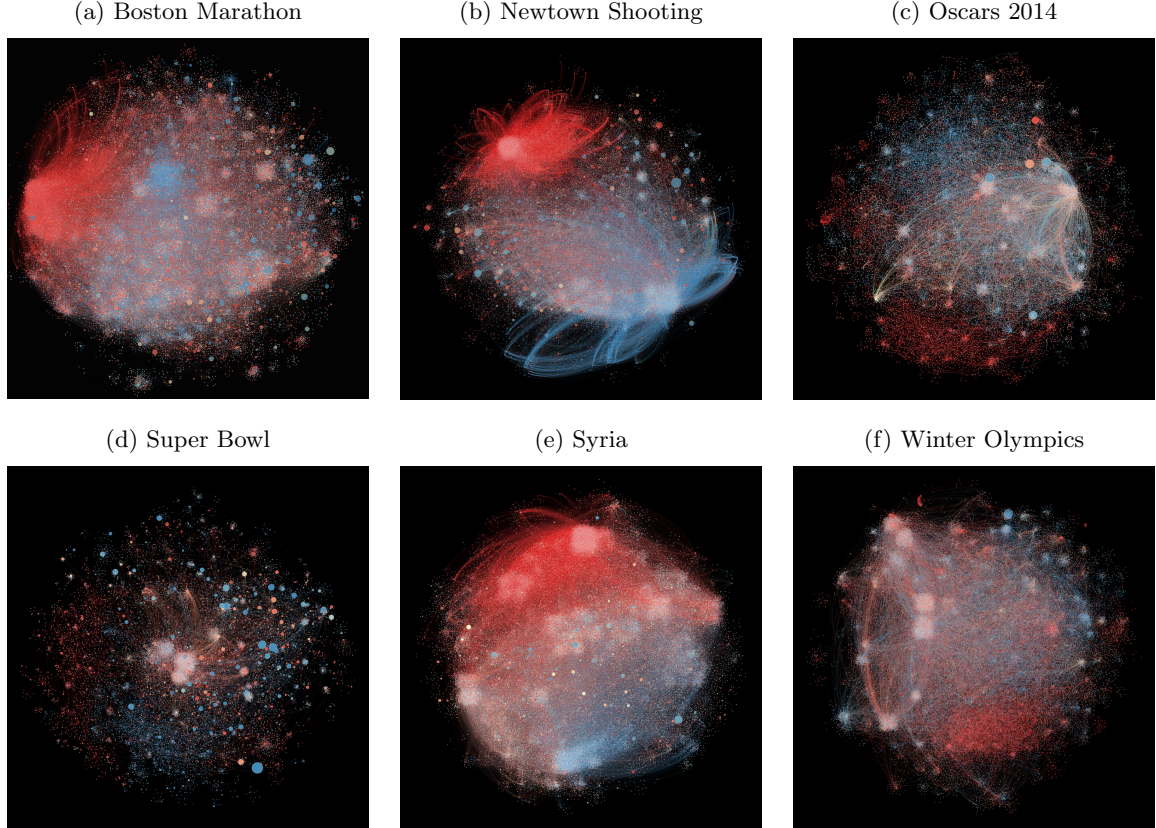 (a) Boston Marathon
(b) Newtown Shooting
(c) Oscars 2014
(d) Super Bowl
(e) Syria
(f) Winter Olympics